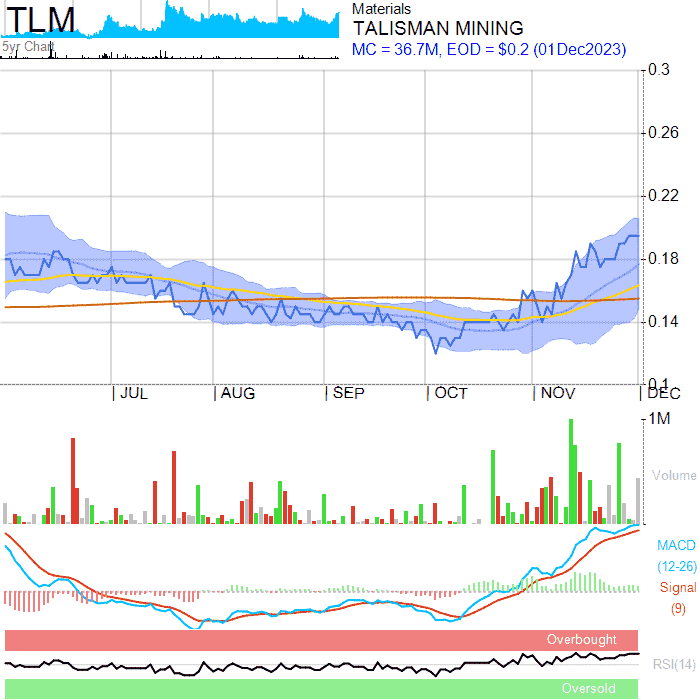 TLM
5yr Chart
Materials
TALISMAN MINING
MC = 36.7M, EOD = $0.2 (01Dec2023)
0.3
0.26
0.22
0.18
0.14
0.1
JUL AUG SEP OCT NOV DEC
1M
Volume
MACD
(12-26)
Signal
(9)
Overbought
RSI(14)
Oversold